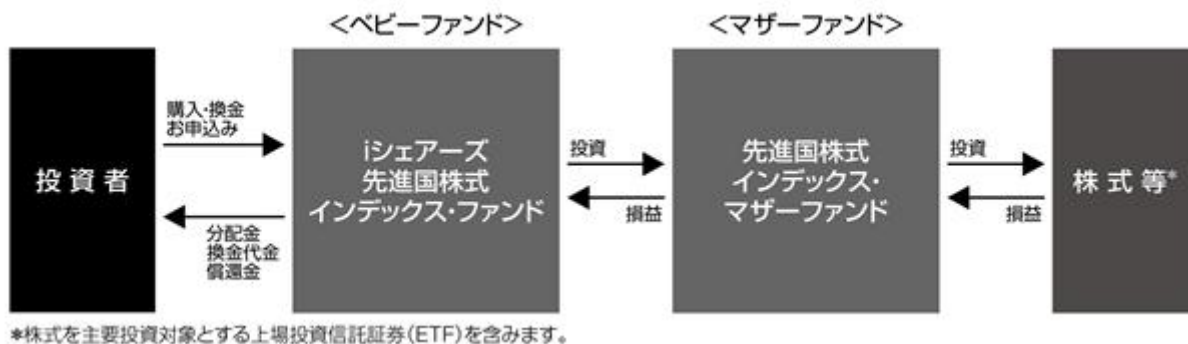 <ベビーファンド>
<マザーファンド>
投資者
購入・換金
お申込み
分配金
換金代金
償還金
iシェアーズ
先進国株式
インデックス・ファンド
投資
損益
先進国株式
インデックス・
マザーファンド
投資
損益
株式等*
*株式を主要投資対象とする上場投資信託証券(ETF)を含みます。